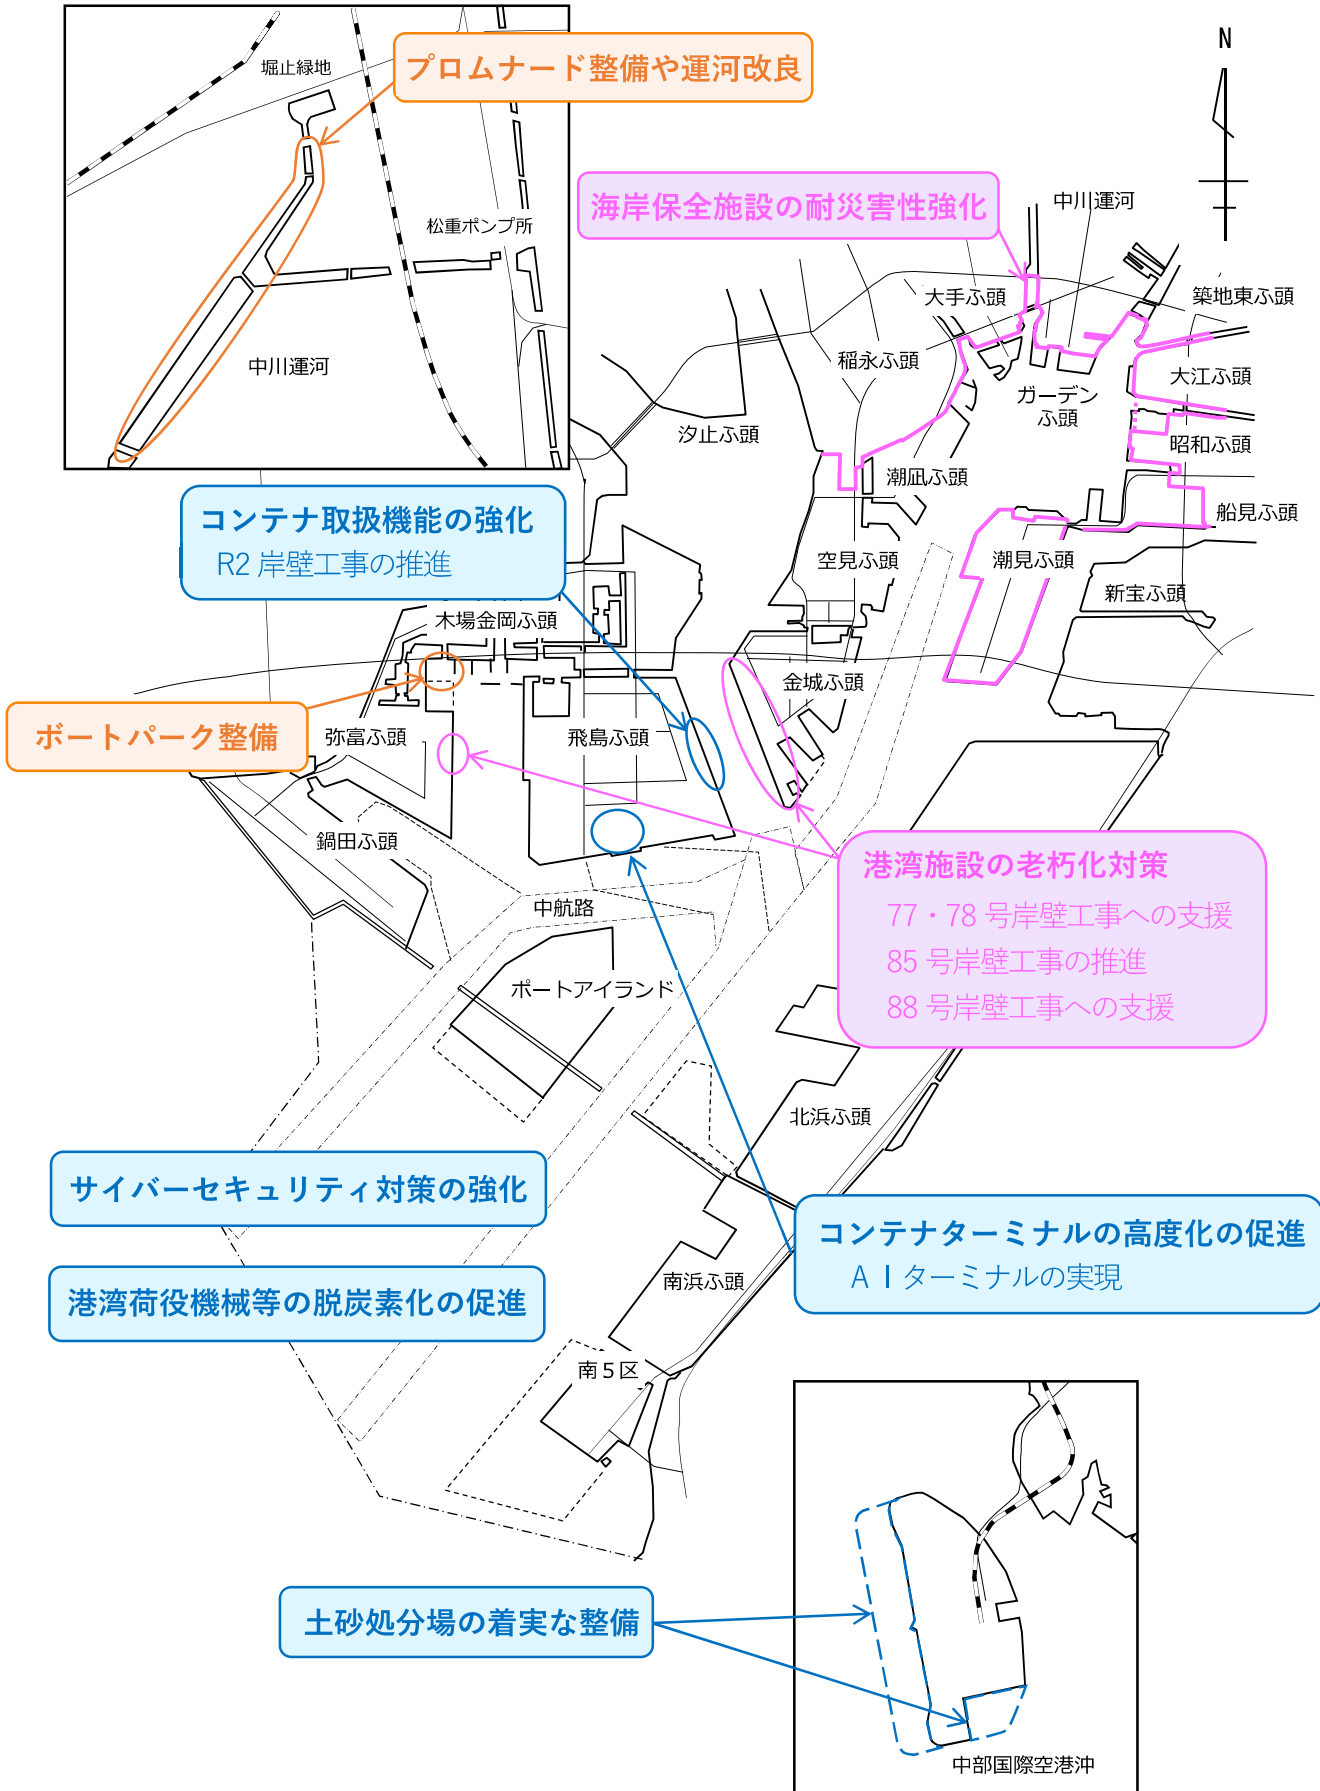 堀止緑地
プロムナード整備や運河改良
松重ポンプ所
中川運河
N
海岸保全施設の耐災害性強化
中川運河
大手ふ頭
築地東ふ頭
稲永ふ頭
ガーデン
ふ頭
大江ふ頭
汐止ふ頭
昭和ふ頭
潮凪ふ頭
船見ふ頭
コンテナ取扱機能の強化
R2 岸壁工事の推進
空見ふ頭
潮見ふ頭
新宝ふ頭
木場金岡ふ頭
金城ふ頭
ボートパーク整備
弥富ふ頭
飛島ふ頭
鍋田ふ頭
港湾施設の老朽化対策
77・78 号岸壁工事への支援
85 号岸壁工事の推進
88 号岸壁工事への支援
中航路
ポートアイランド
北浜ふ頭
サイバーセキュリティ対策の強化
コンテナターミナルの高度化の促進
ＡＩターミナルの実現
港湾荷役機械等の脱炭素化の促進
南浜ふ頭
南５区
土砂処分場の着実な整備
中部国際空港沖